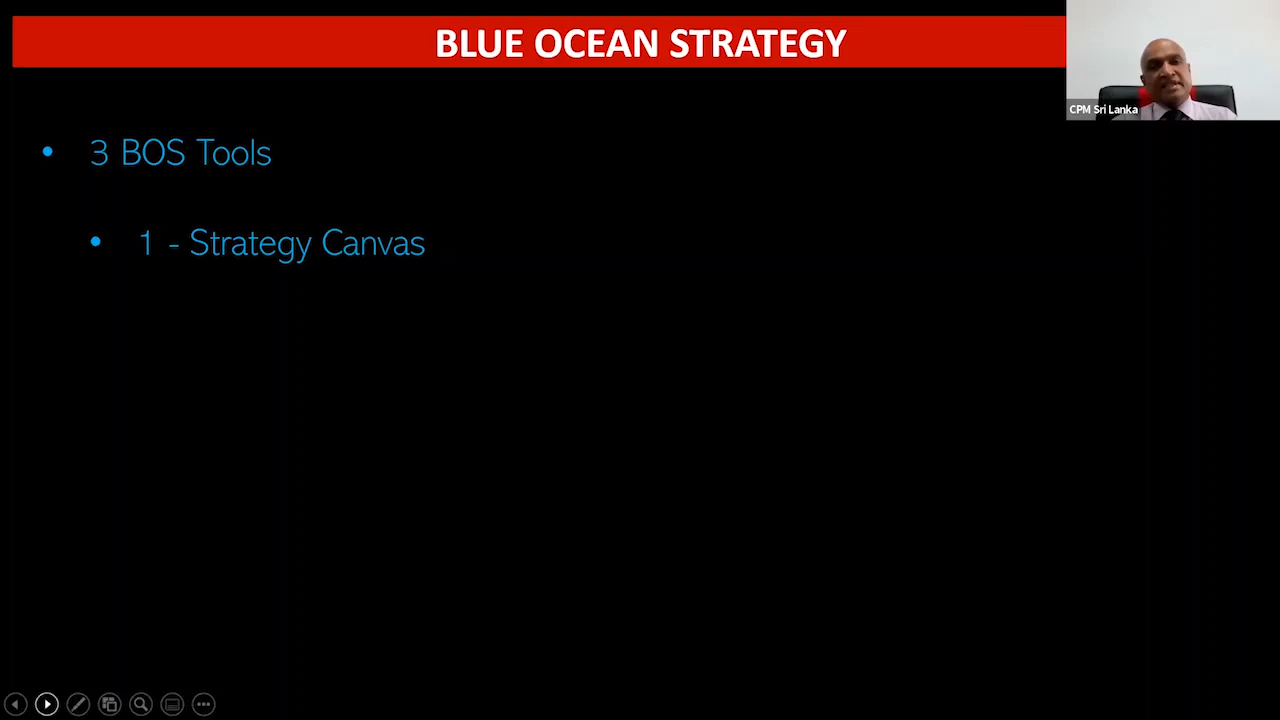 BLUE OCEAN STRATEGY
CPM Sri Lanka
• 3 BOS Tools
• 1 - Strategy Canvas